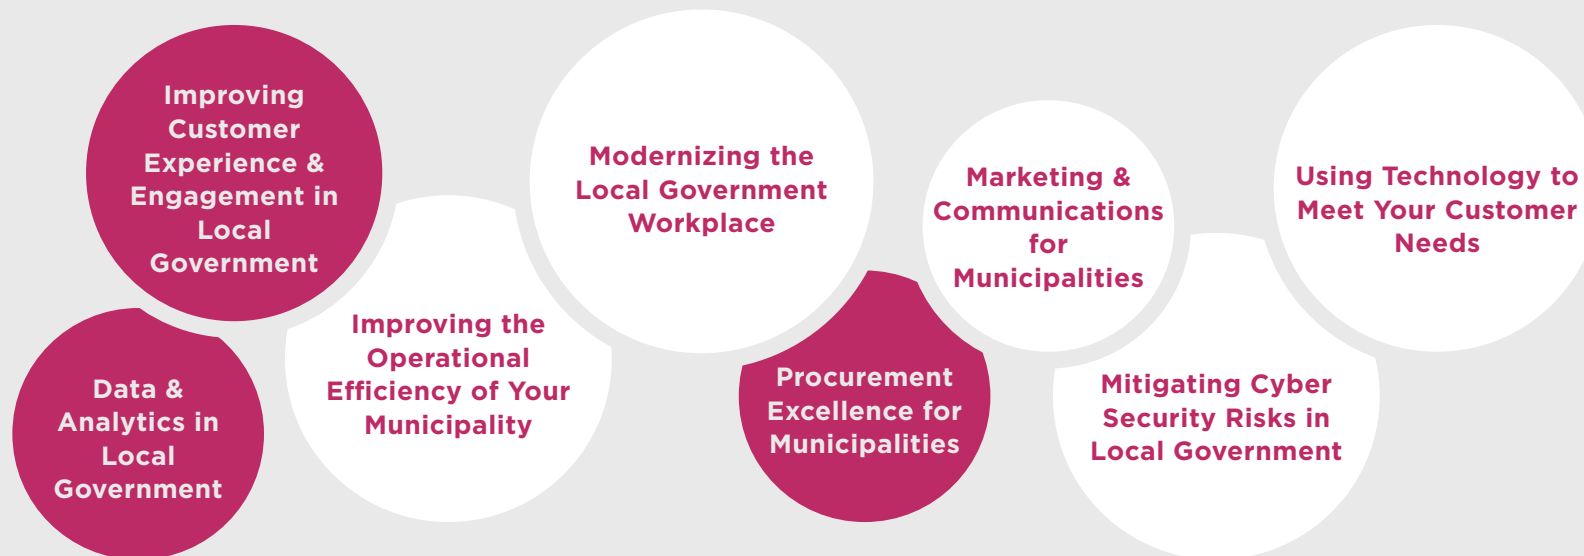 Improving
Customer
Experience &
Engagement in
Local
Government
Data &
Analytics in
Local
Government
Improving the
Operational
Efficiency of Your
Municipality
Modernizing the
Local Government
Workplace
Procurement
Excellence for
Municipalities
Marketing &
Communications
for
Municipalities
Mitigating Cyber
Security Risks in
Local Government
Using Technology to
Meet Your Customer
Needs